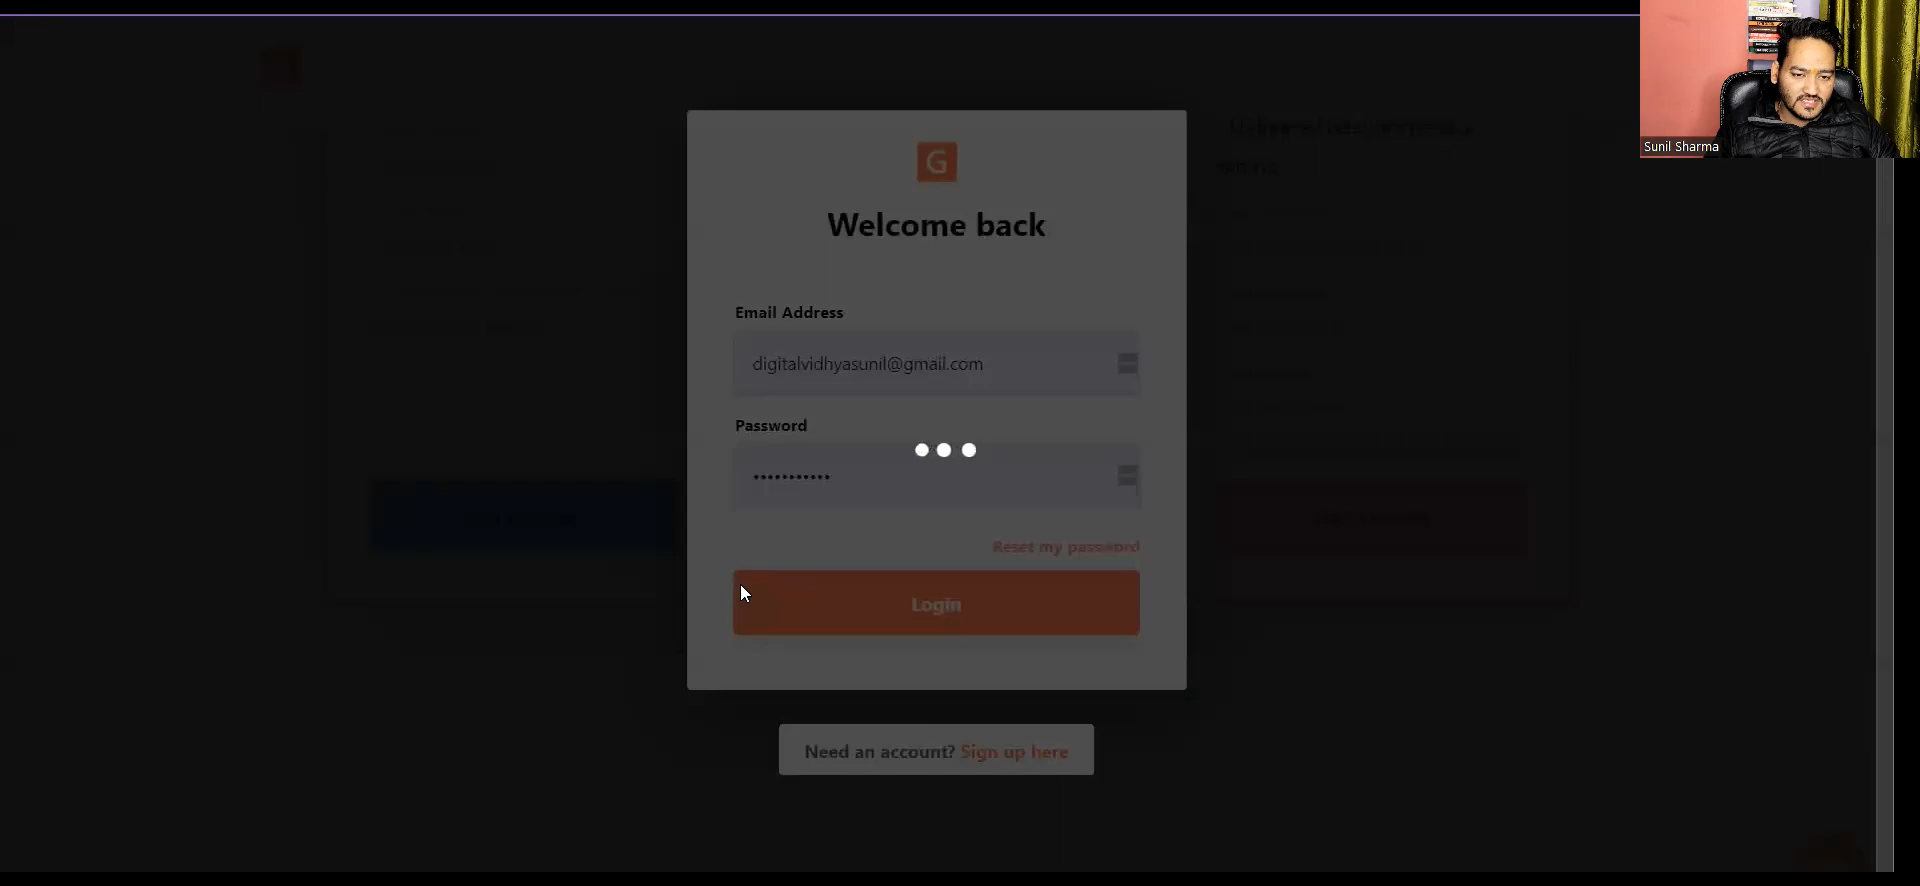 Sunil Sharma
G
Welcome back
Email Address
digitalvidhyasunil@gmail.com
Password
•••••••••••
Reset my password
Login
Need an account? Sign up here